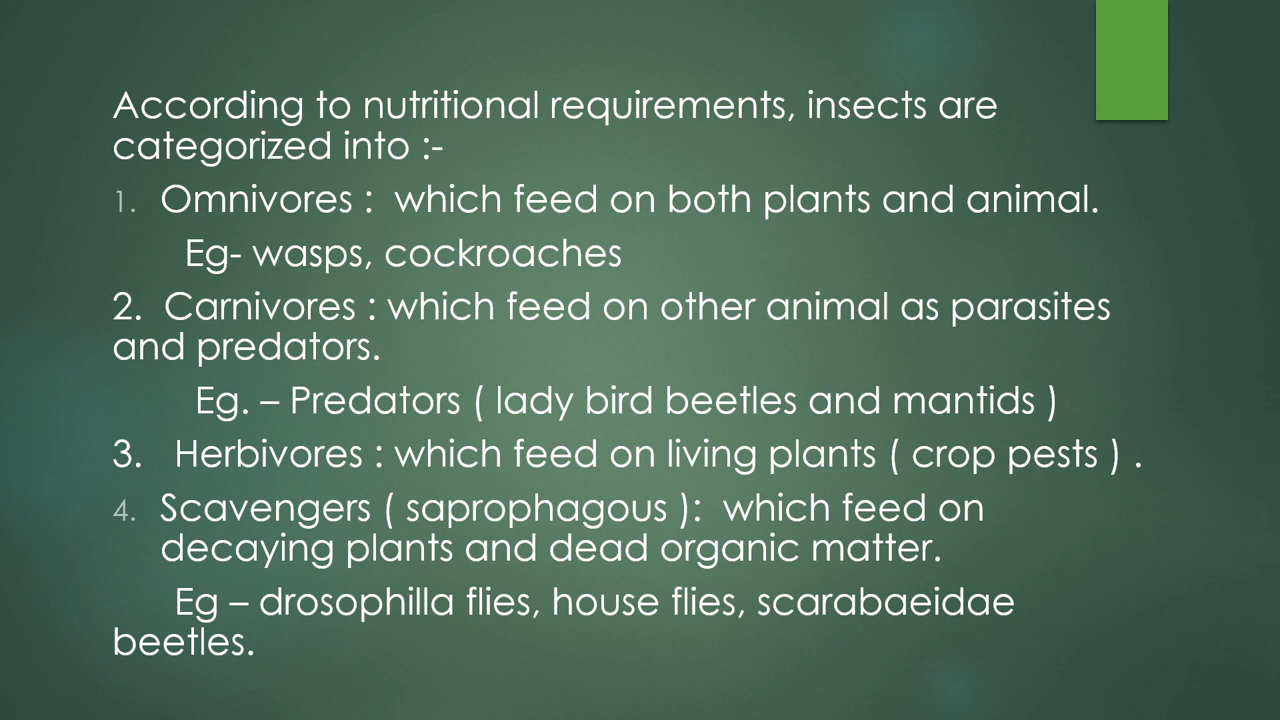 According to nutritional requirements, insects are
categorized into :-
1. Omnivores : which feed on both plants and animal.
Eg- wasps, cockroaches
2. Carnivores : which feed on other animal as parasites
and predators.
Eg. – Predators ( lady bird beetles and mantids )
3. Herbivores : which feed on living plants ( crop pests ) .
4. Scavengers ( saprophagous ): which feed on
decaying plants and dead organic matter.
Eg – drosophilla flies, house flies, scarabaeidae
beetles.